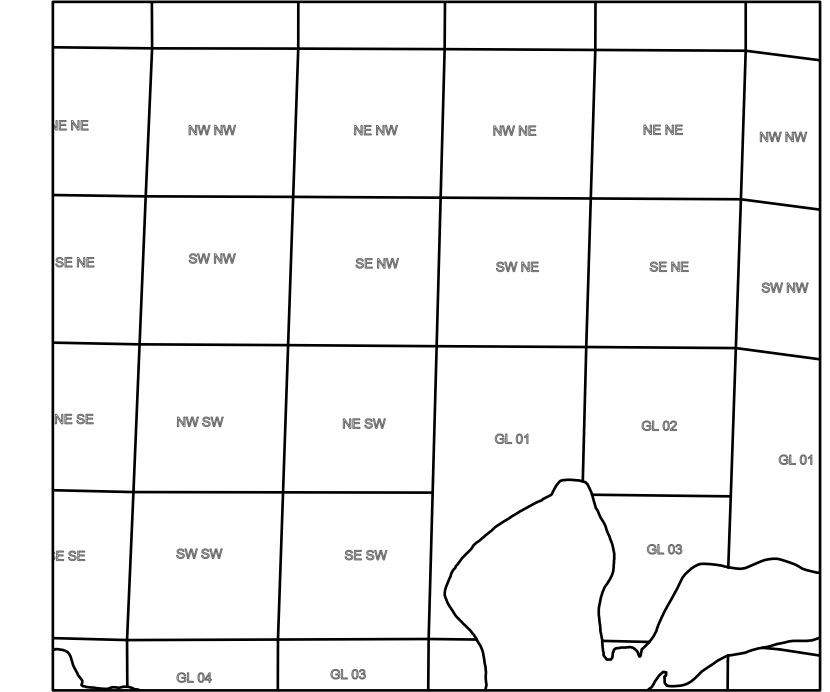 NE NE
NW NW
NE NW
NW NE
NE NE
NW NW
SE NE
SW NW
SE NW
SW NE
SE NE
SW NW
NE SE
NW SW
NE SW
GL 01
GL 02
GL 01
SE SE
SW SW
SE SW
GL 03
GL 04
GL 03